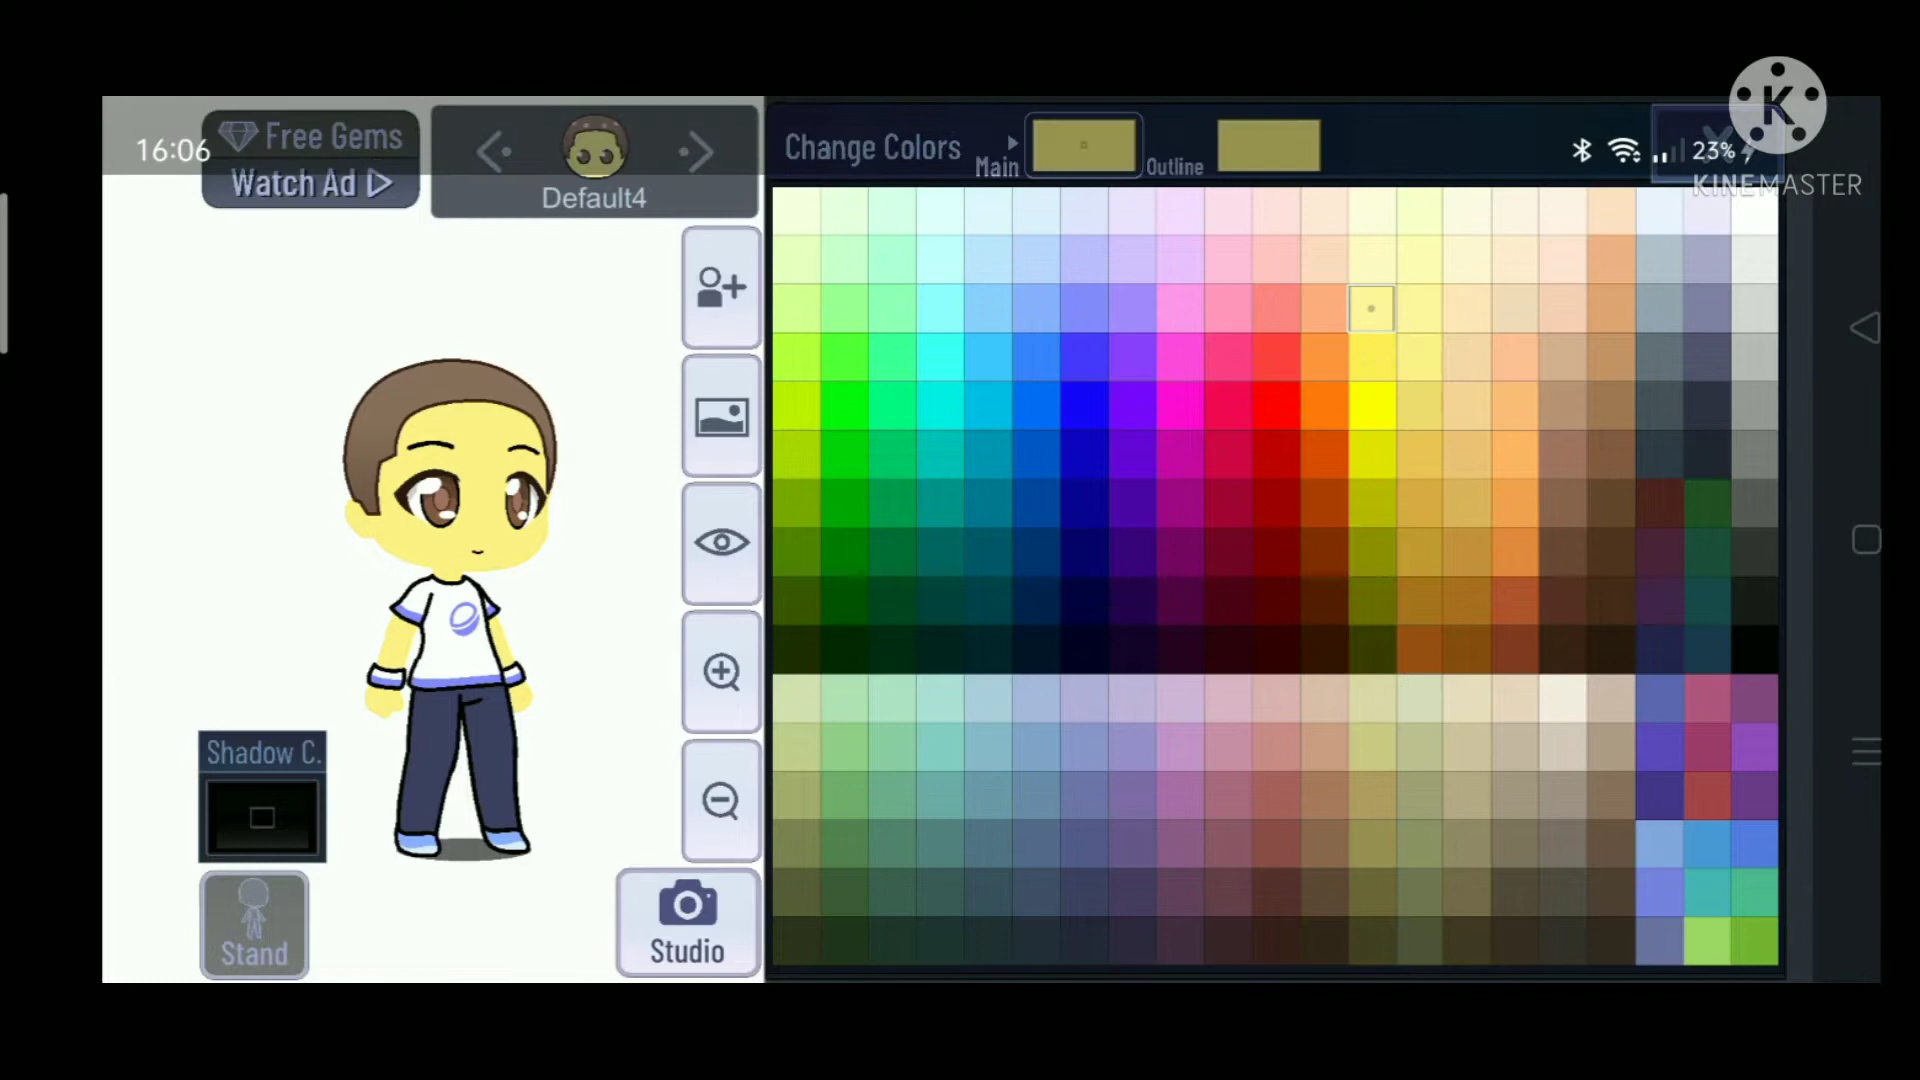 16:06
Free Gems
Watch Ad
Default4
Change Colors
Main
Outline
23%
K
KINEMASTER
Shadow C.
Stand
Studio